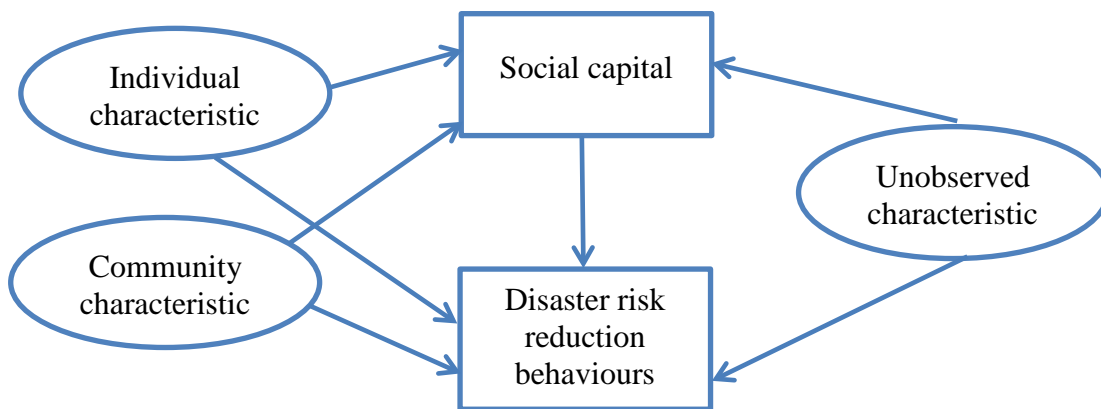 Individual
characteristic
Social capital
Unobserved
characteristic
Community
characteristic
Disaster risk
reduction
behaviours